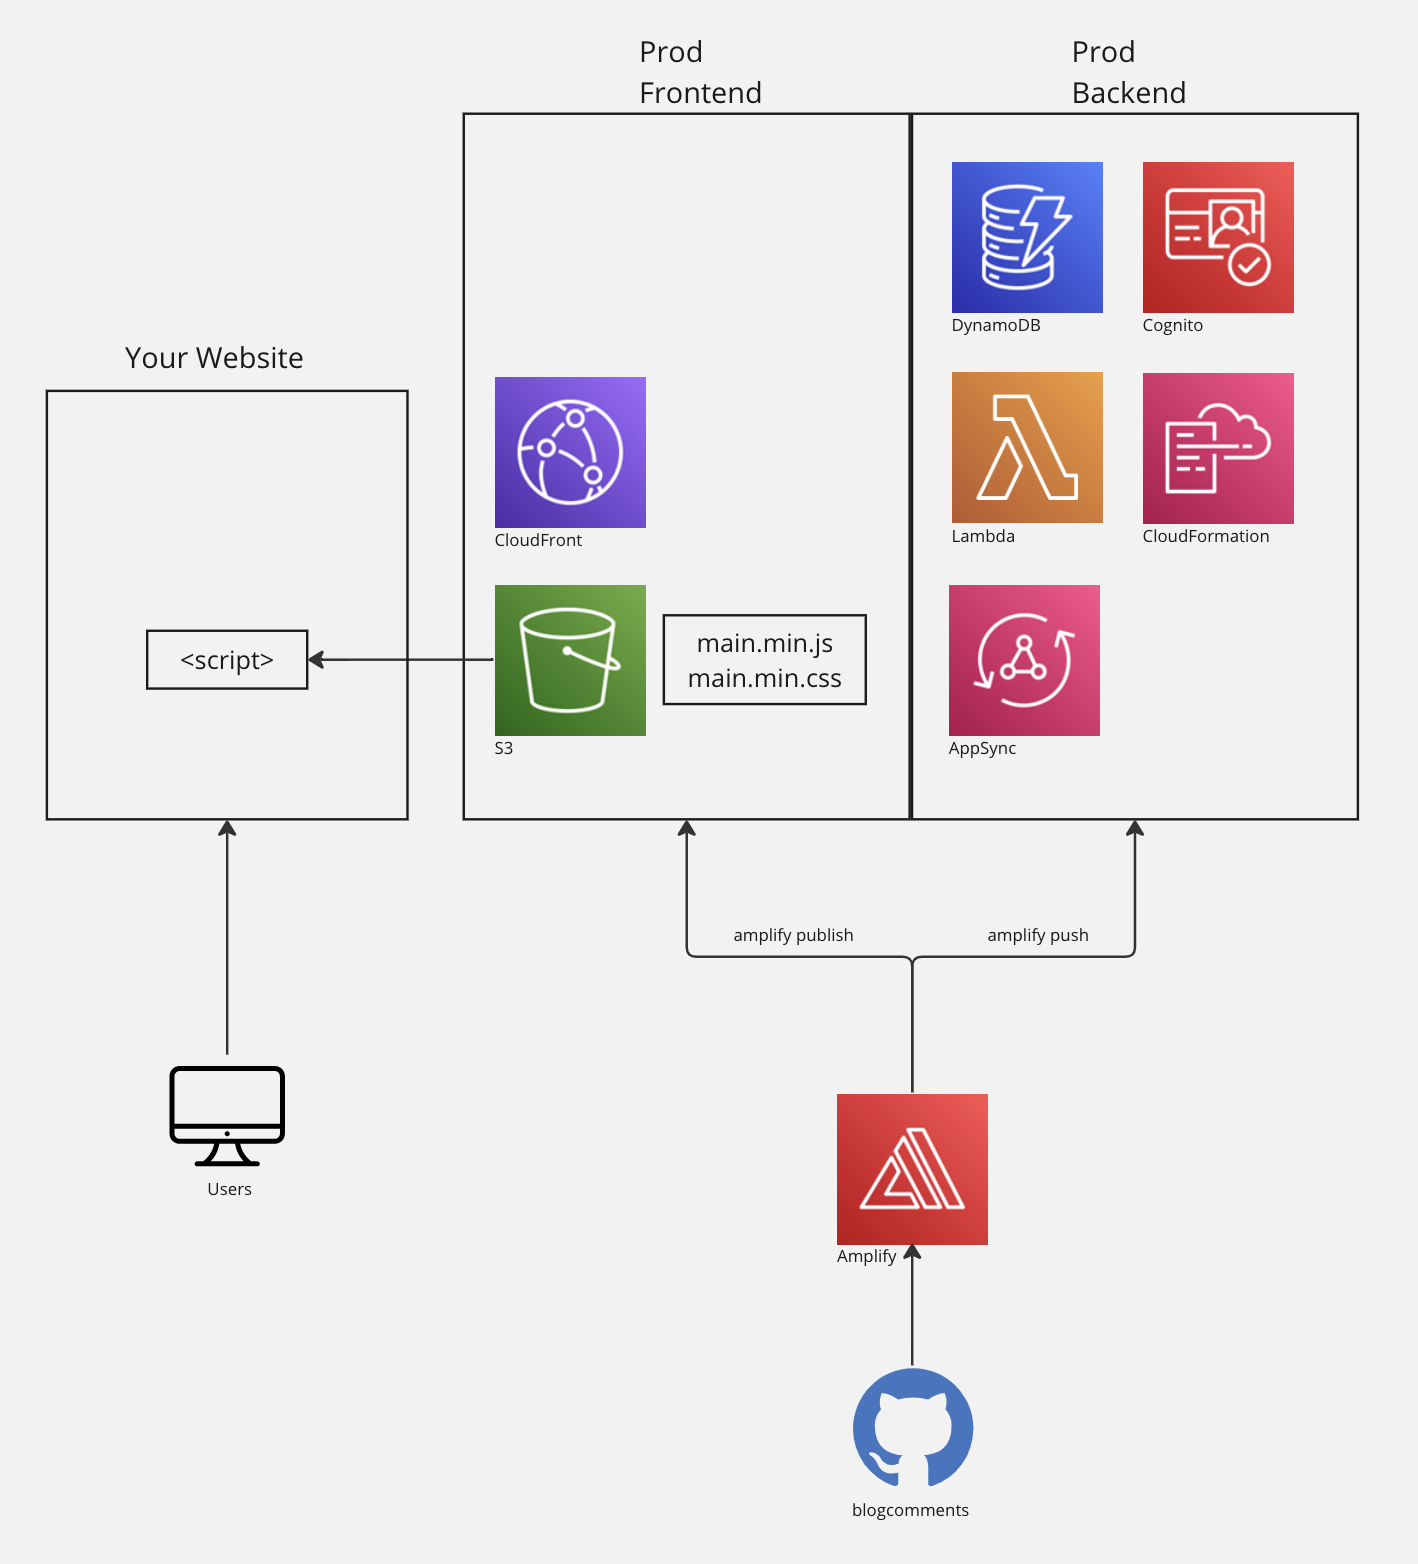 Prod
Frontend
Prod
Backend
DynamoDB
Cognito
Your Website
CloudFront
Lambda
CloudFormation
<script>
main.min.js
main.min.css
S3
AppSync
amplify publish
amplify push
Users
Amplify
blogcomments